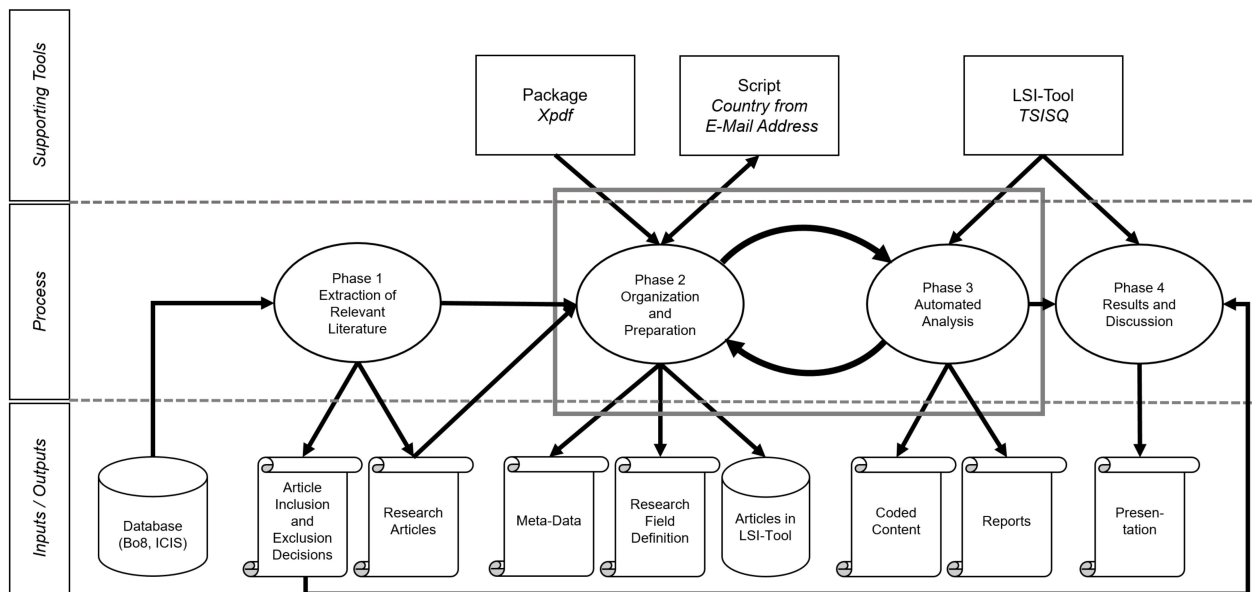 Supporting Tools
Package
Xpdf
Script
Country from
E-Mail Address
LSI-Tool
TSISQ
Process
Phase 1
Extraction of
Relevant
Literature
Phase 2
Organization
and
Preparation
Phase 3
Automated
Analysis
Phase 4
Results and
Discussion
Inputs / Outputs
Database
(Bo8, ICIS)
Article
Inclusion
and
Exclusion
Decisions
Research
Articles
Meta-Data
Research
Field
Definition
Articles in
LSI-Tool
Coded
Content
Reports
Presen-
tation